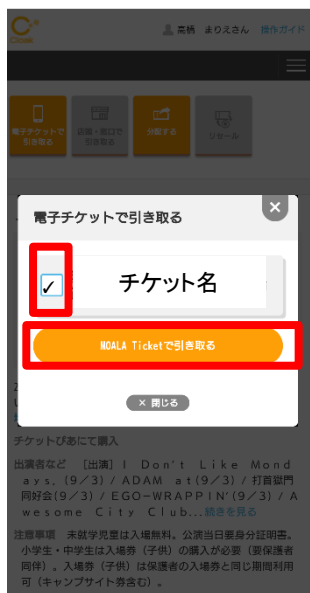 Cloak
高橋 まりえさん 操作ガイド
電子チケットで
引き取る
店頭・窓口で
引き取る
分配する
リセール
電子チケットで引き取る
✕
✓ チケット名
MOALA Ticketで引き取る
× 閉じる
チケットぴあにて購入
出演者など [出演] I Don't Like Mond
ays. (9/3) / ADAM at(9/3) / 打首獄門
同好会(9/3) / EGO-WRAPPIN'(9/3) / A
wesome City Club...続きを見る
注意事項 未就学児童は入場無料。公演当日要身分証明書。
小学生・中学生は入場券（子供）の購入が必要（要保護者
同伴）。入場券（子供）は保護者の入場券と同じ期間利用
可（キャンプサイト券含む）。